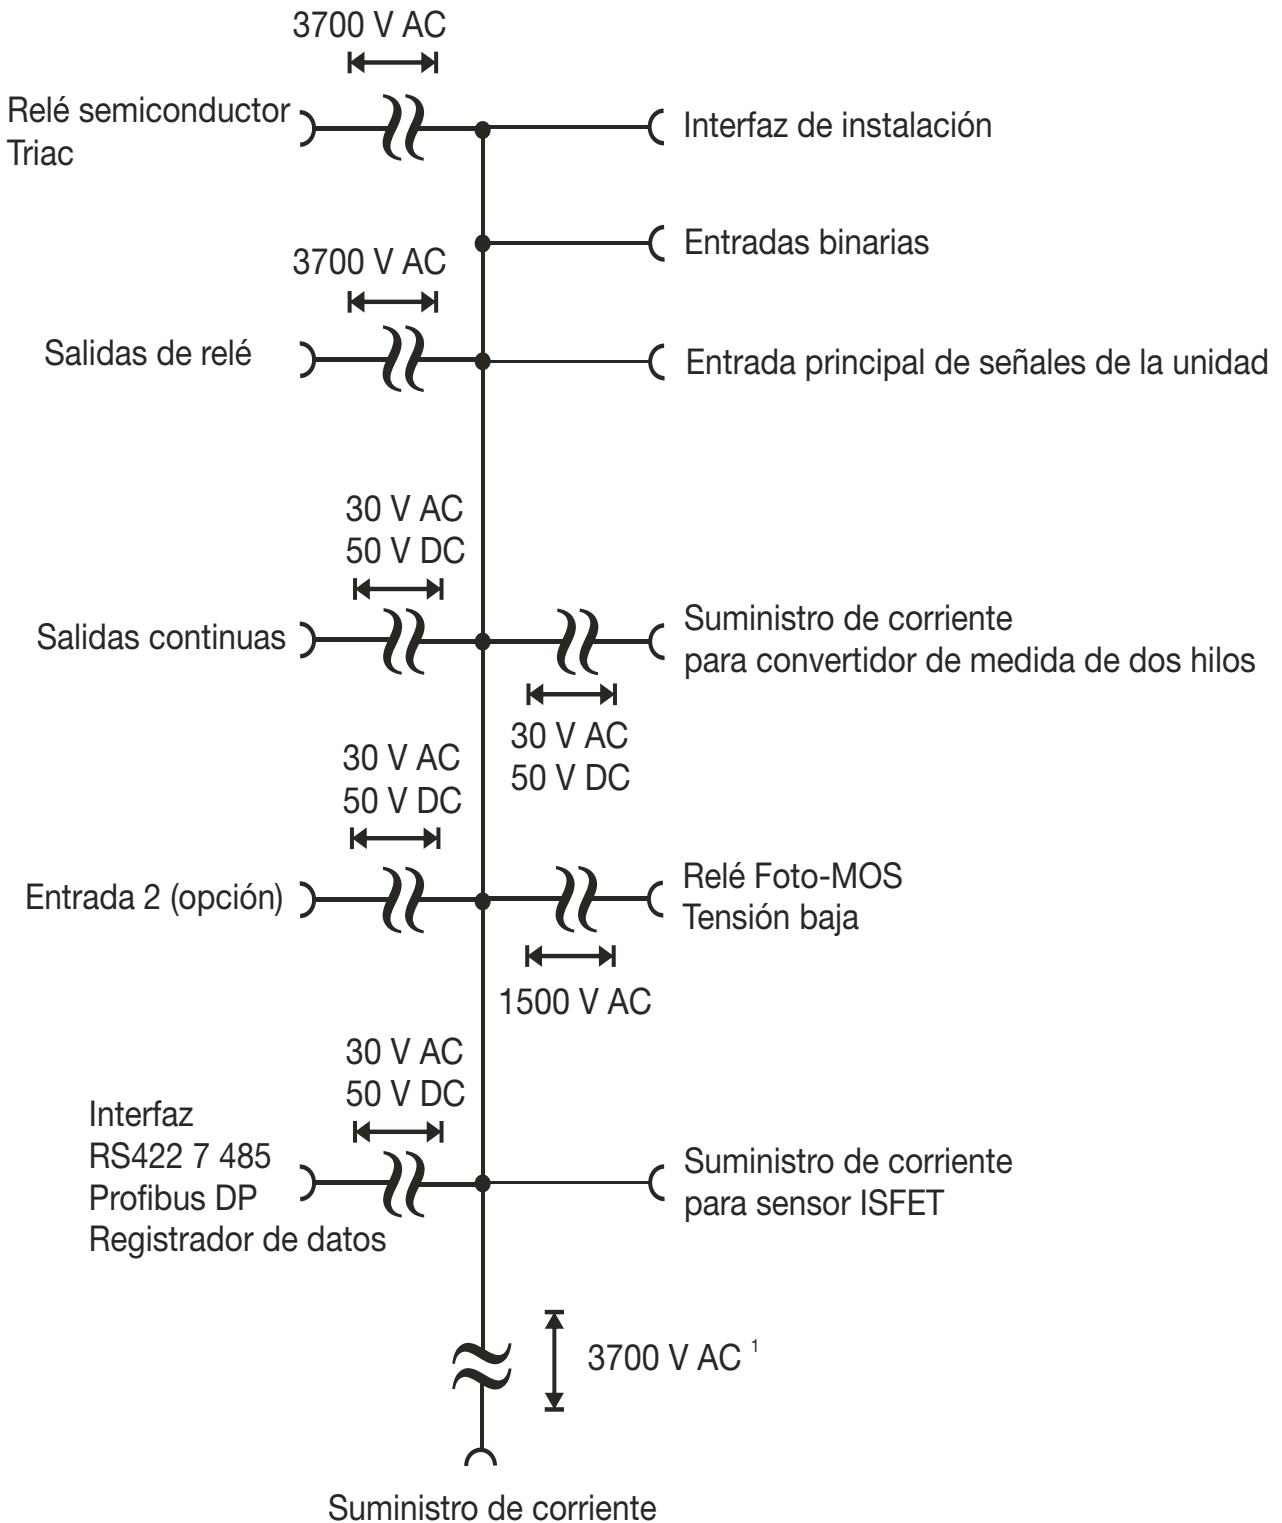 3700 V AC
Relé semiconductor
Triac
Interfaz de instalación
Entradas binarias
3700 V AC
Salidas de relé
Entrada principal de señales de la unidad
30 V AC
50 V DC
Salidas continuas
Suministro de corriente
para convertidor de medida de dos hilos
30 V AC
50 V DC
30 V AC
50 V DC
Entrada 2 (opción)
Relé Foto-MOS
Tensión baja
1500 V AC
30 V AC
50 V DC
Interfaz
RS422 7 485
Profibus DP
Registrador de datos
Suministro de corriente
para sensor ISFET
3700 V AC ¹
Suministro de corriente